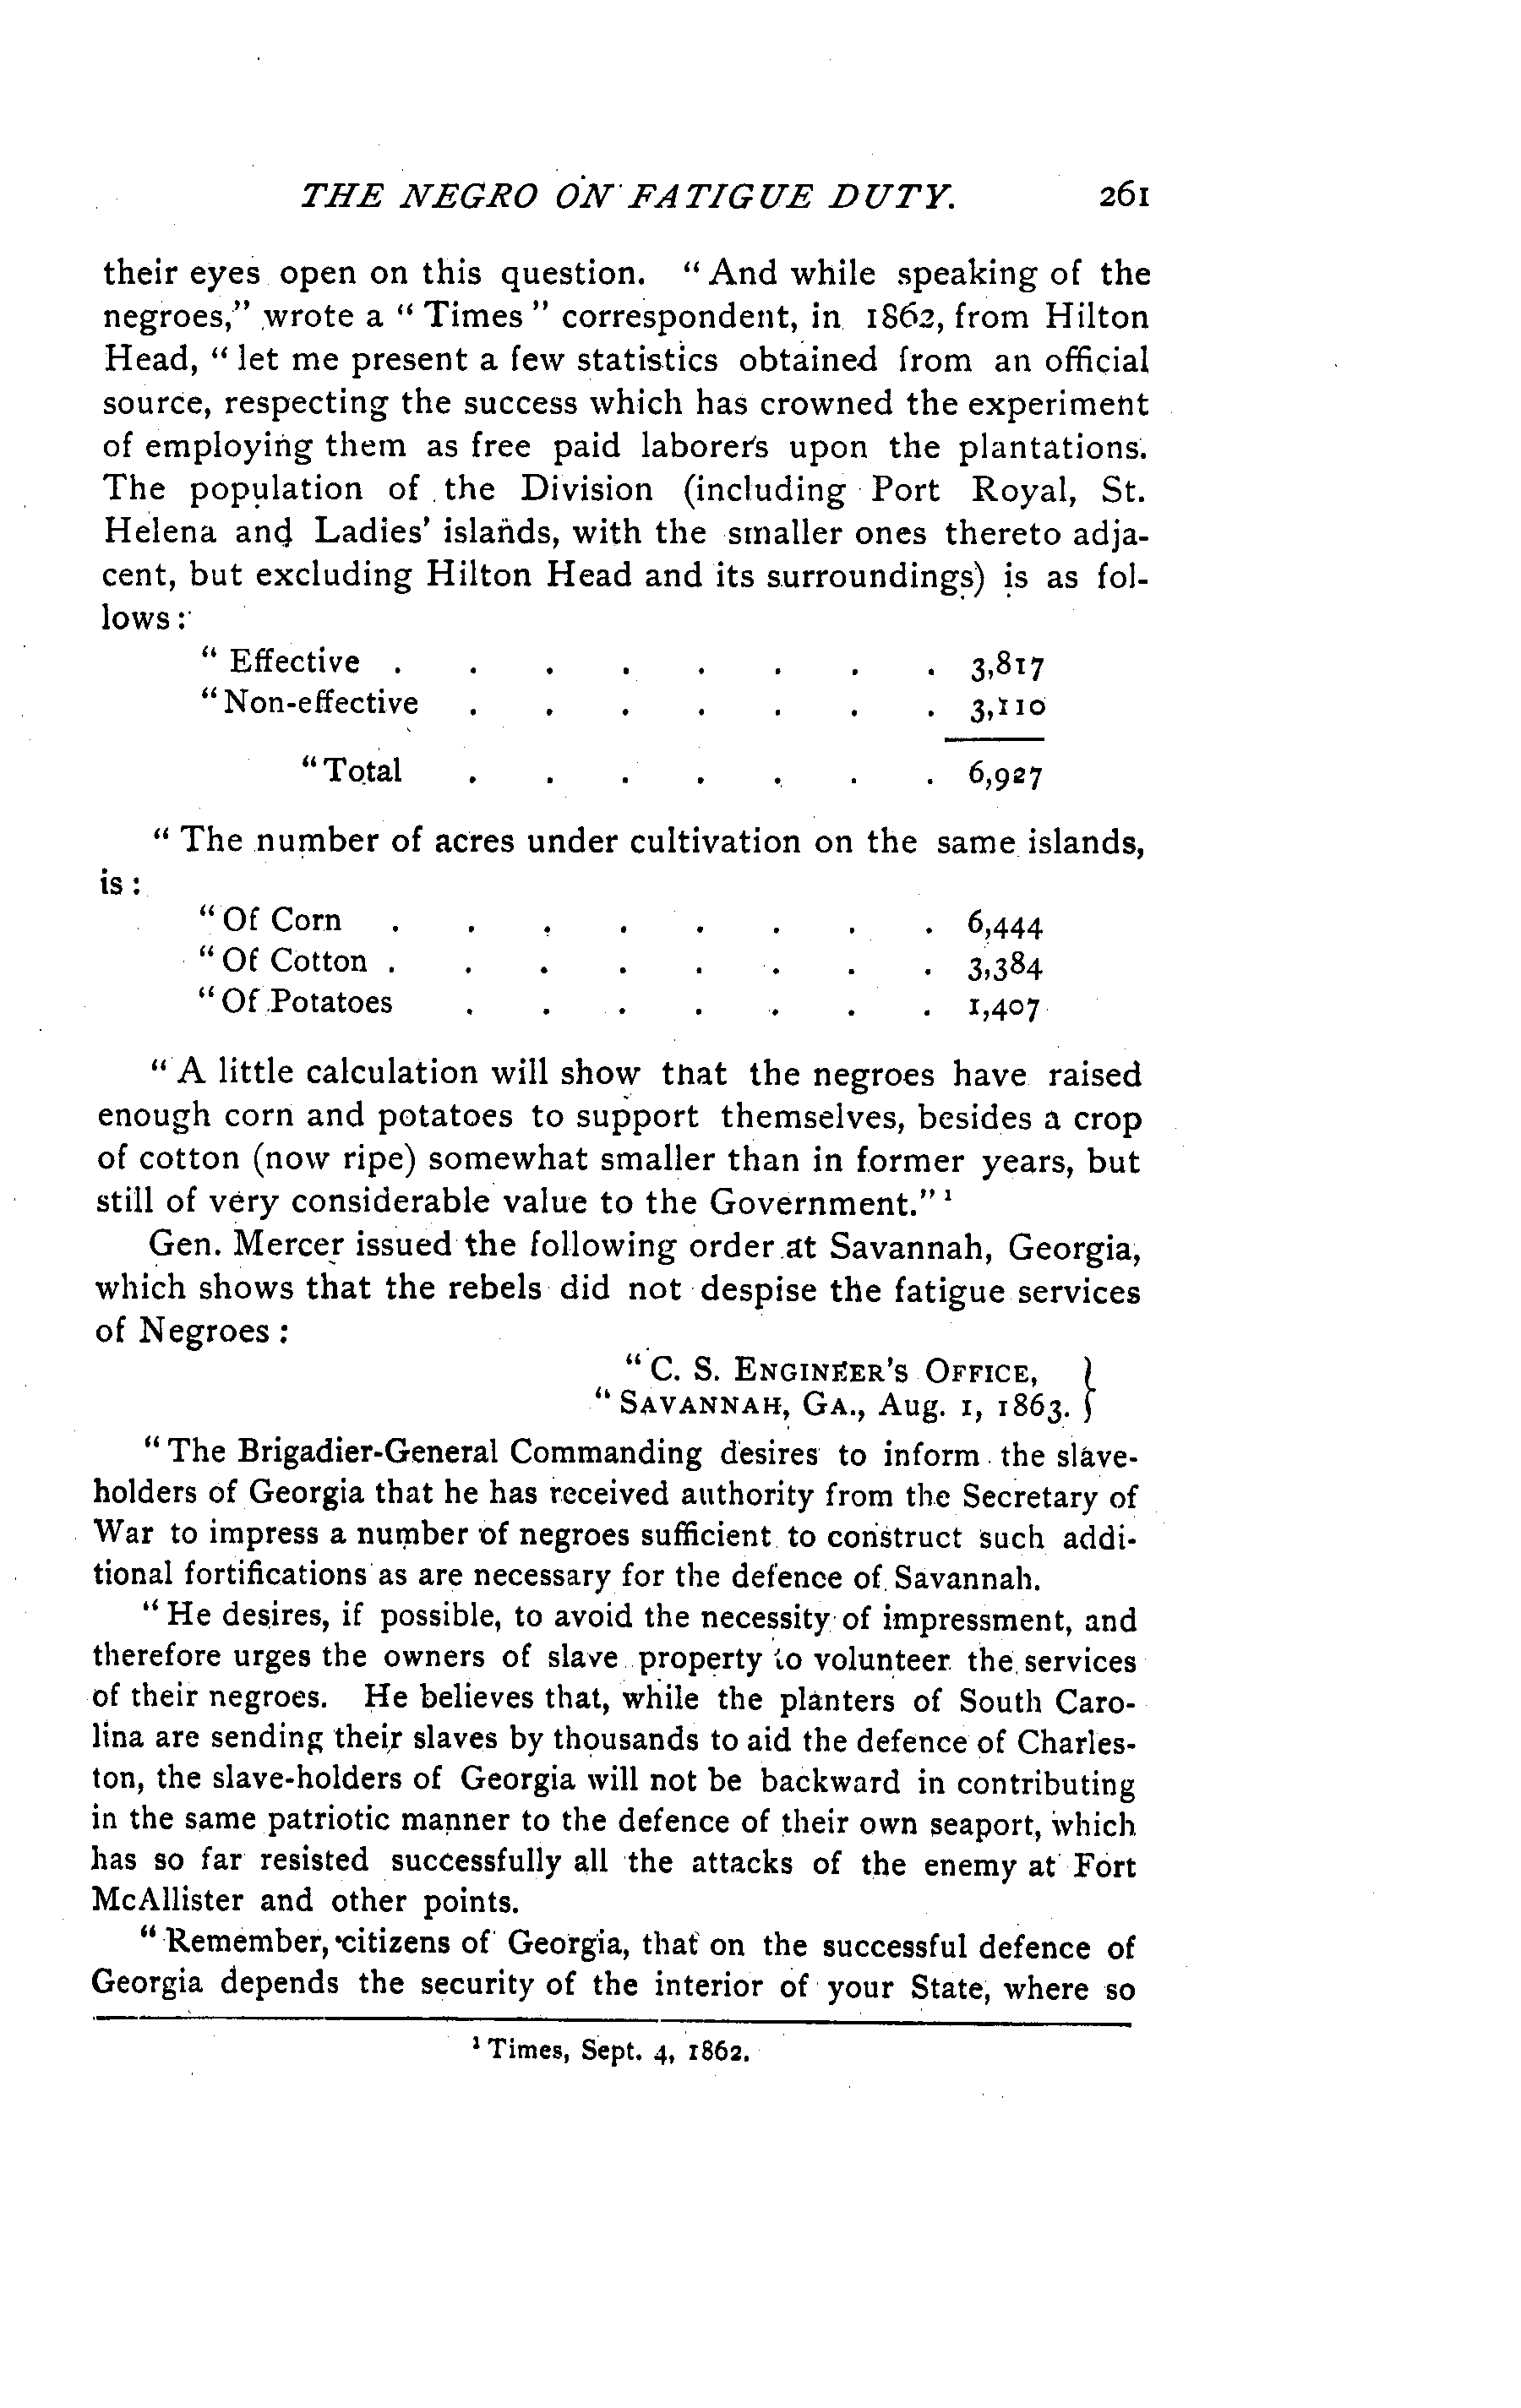 THE NEGRO ON FATIGUE DUTY. 261
their eyes open on this question. "And while speaking of the
negroes," wrote a "Times" correspondent, in 1862, from Hilton
Head, "let me present a few statistics obtained from an official
source, respecting the success which has crowned the experiment
of employing them as free paid laborers upon the plantations.
The population of the Division (including Port Royal, St.
Helena and Ladies' islands, with the smaller ones thereto adja-
cent, but excluding Hilton Head and its surroundings) is as fol-
lows:
"Effective . . . . . . . . 3,817
"Non-effective . . . . . . . 3,110
"Total . . . . . . . 6,927
"The number of acres under cultivation on the same islands,
is:
"Of Corn . . . . . . . . 6,444
"Of Cotton . . . . . . . . 3,384
"Of Potatoes . . . . . . . 1,407
"A little calculation will show that the negroes have raised
enough corn and potatoes to support themselves, besides a crop
of cotton (now ripe) somewhat smaller than in former years, but
still of very considerable value to the Government." ¹
Gen. Mercer issued the following order at Savannah, Georgia,
which shows that the rebels did not despise the fatigue services
of Negroes:
"C. S. ENGINEER'S OFFICE, }
"SAVANNAH, GA., Aug. 1, 1863. }
"The Brigadier-General Commanding desires to inform the slave-
holders of Georgia that he has received authority from the Secretary of
War to impress a number of negroes sufficient to construct such addi-
tional fortifications as are necessary for the defence of Savannah.
"He desires, if possible, to avoid the necessity of impressment, and
therefore urges the owners of slave property to volunteer the services
of their negroes. He believes that, while the planters of South Caro-
lina are sending their slaves by thousands to aid the defence of Charles-
ton, the slave-holders of Georgia will not be backward in contributing
in the same patriotic manner to the defence of their own seaport, which
has so far resisted successfully all the attacks of the enemy at Fort
McAllister and other points.
"Remember, citizens of Georgia, that on the successful defence of
Georgia depends the security of the interior of your State, where so
¹ Times, Sept. 4, 1862.